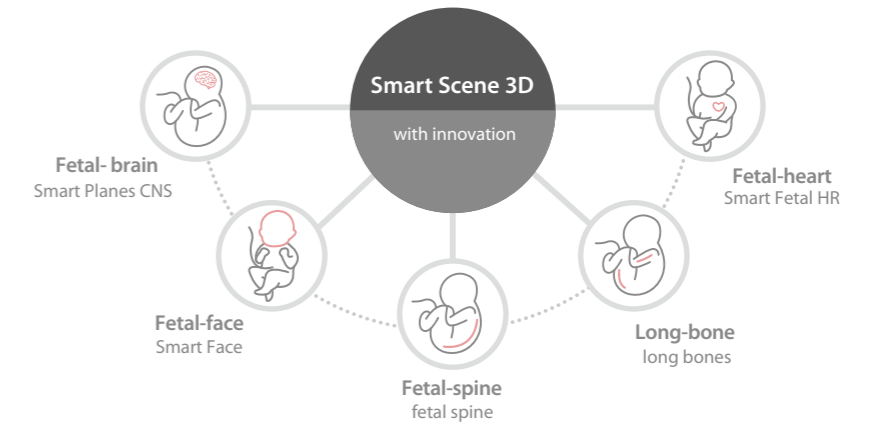 Smart Scene 3D
with innovation
Fetal- brain
Smart Planes CNS
Fetal-face
Smart Face
Fetal-spine
fetal spine
Long-bone
long bones
Fetal-heart
Smart Fetal HR